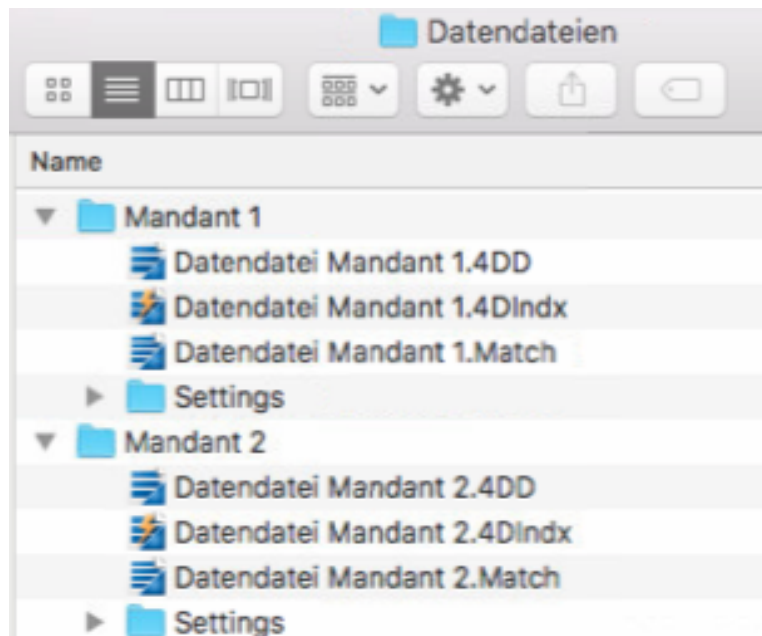 Datendateien
Name
Mandant 1
Datendatei Mandant 1.4DD
Datendatei Mandant 1.4DIndx
Datendatei Mandant 1.Match
Settings
Mandant 2
Datendatei Mandant 2.4DD
Datendatei Mandant 2.4DIndx
Datendatei Mandant 2.Match
Settings